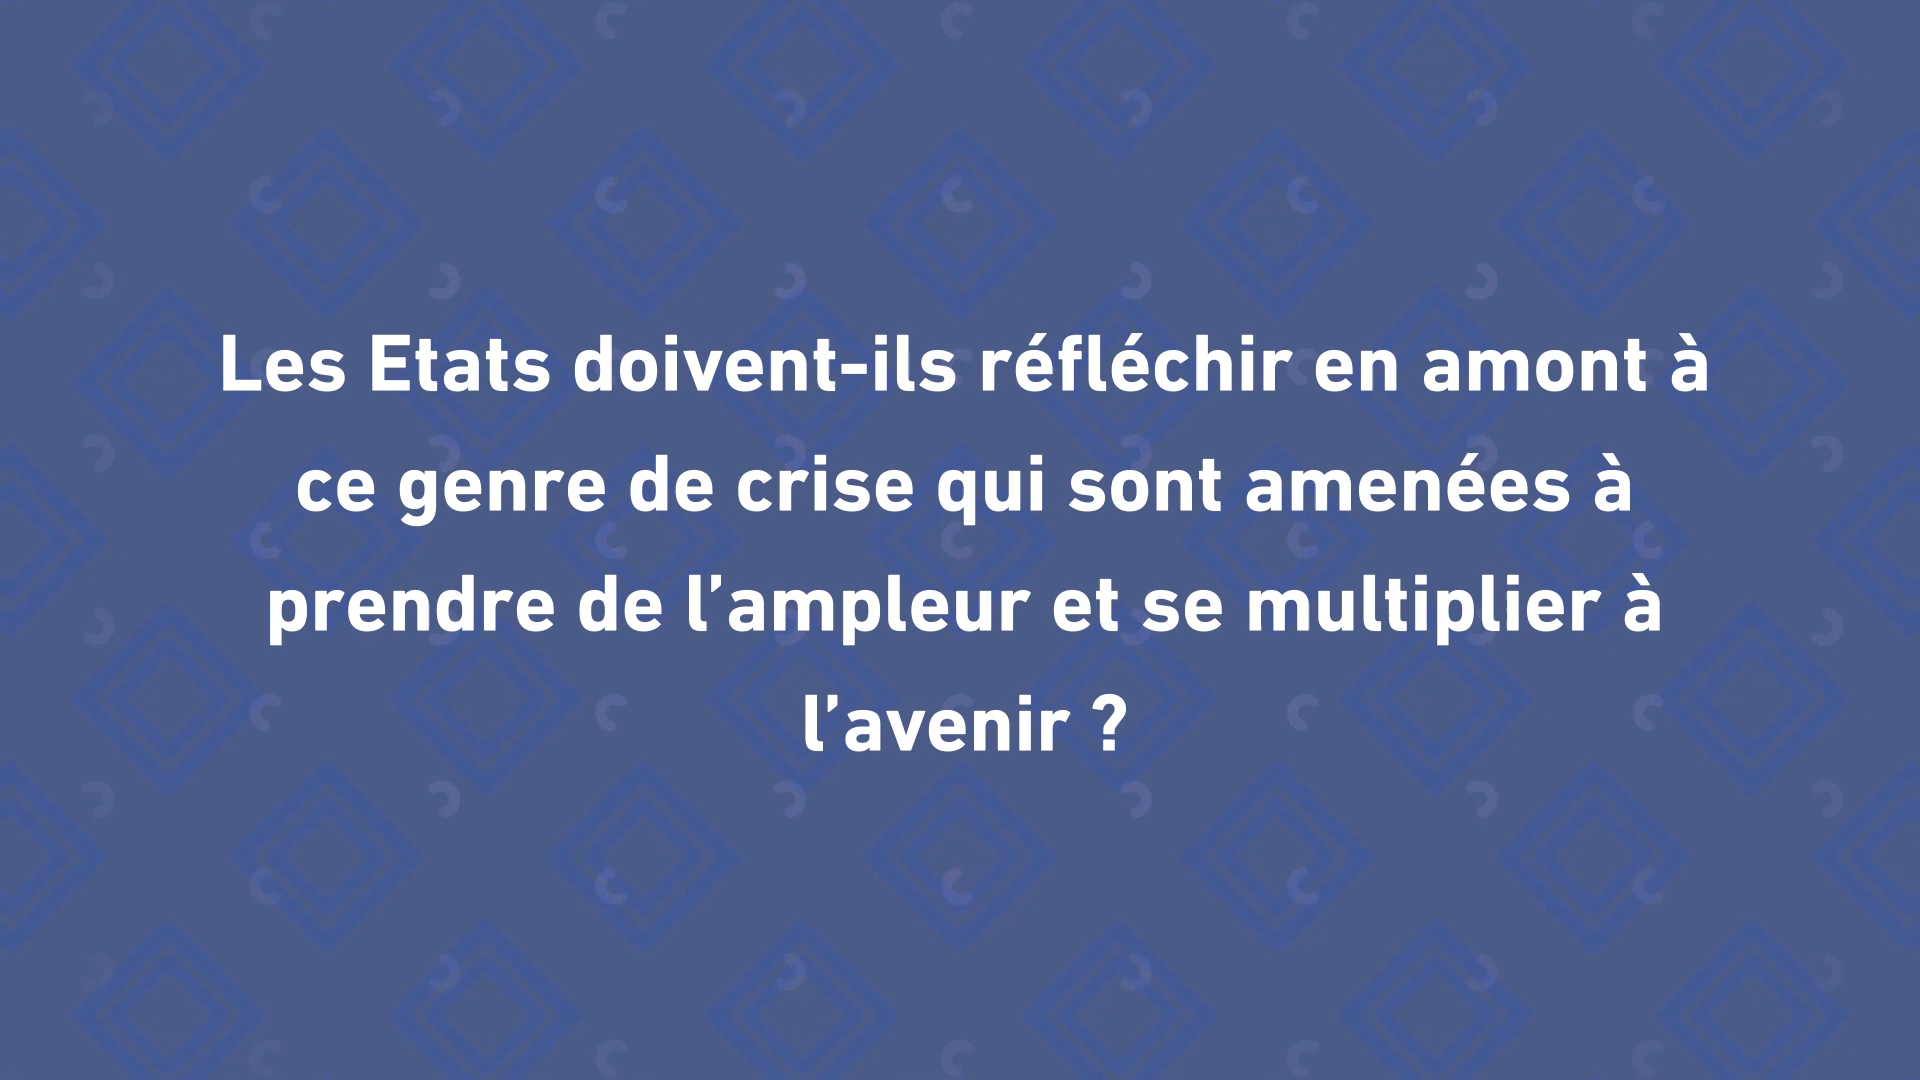 Les Etats doivent-ils réfléchir en amont à
ce genre de crise qui sont amenées à
prendre de l’ampleur et se multiplier à
l’avenir ?